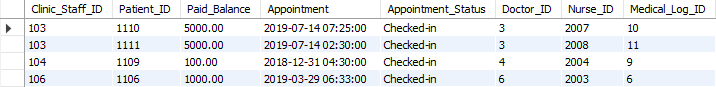 Clinic_Staff_ID Patient_ID Paid_Balance Appointment Appointment_Status Doctor_ID Nurse_ID Medical_Log_ID
103 1110 5000.00 2019-07-14 07:25:00 Checked-in 3 2007 10
103 1111 5000.00 2019-07-14 02:30:00 Checked-in 3 2008 11
104 1109 100.00 2018-12-31 04:30:00 Checked-in 4 2004 9
106 1106 1000.00 2019-03-29 06:33:00 Checked-in 6 2003 6